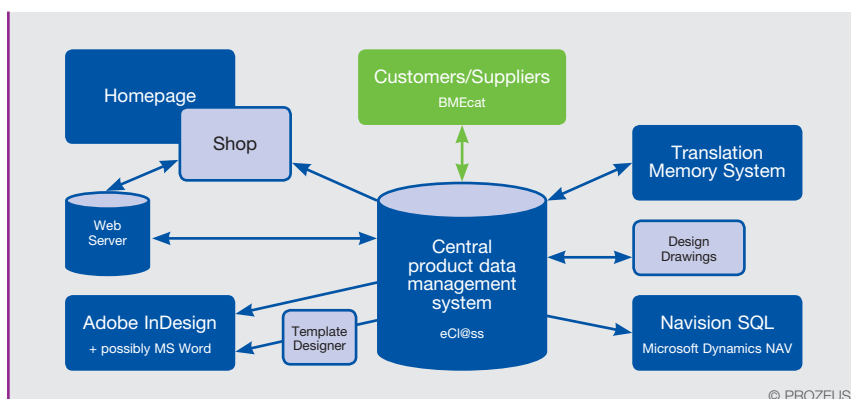 Homepage
Shop
Customers/Suppliers
BMEcat
Translation
Memory System
Web
Server
Central
product data
management
system
eCl@ss
Design
Drawings
Adobe InDesign
+ possibly MS Word
Template
Designer
Navision SQL
Microsoft Dynamics NAV
© PROZEUS